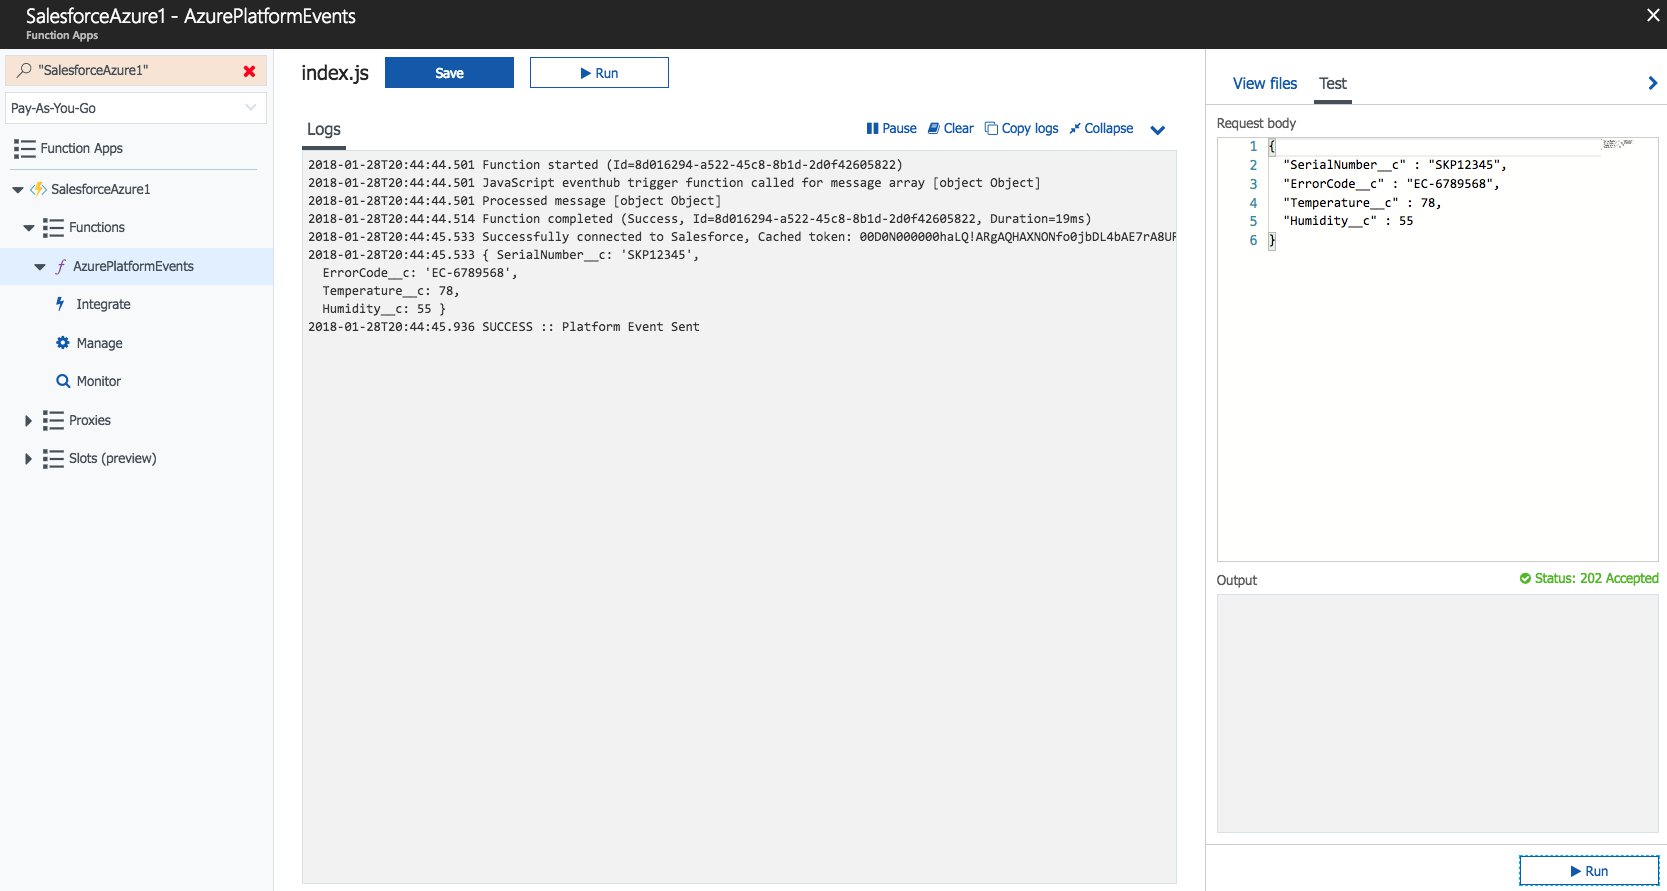 SalesforceAzure1 - AzurePlatformEvents
Function Apps
"SalesforceAzure1"
Pay-As-You-Go
Function Apps
SalesforceAzure1
Functions
AzurePlatformEvents
Integrate
Manage
Monitor
Proxies
Slots (preview)
index.js
Save
Run
Logs
Pause
Clear
Copy logs
Collapse
2018-01-28T20:44:44.501 Function started (Id=8d016294-a522-45c8-8b1d-2d0f42605822)
2018-01-28T20:44:44.501 JavaScript eventhub trigger function called for message array [object Object]
2018-01-28T20:44:44.501 Processed message [object Object]
2018-01-28T20:44:44.514 Function completed (Success, Id=8d016294-a522-45c8-8b1d-2d0f42605822, Duration=19ms)
2018-01-28T20:44:45.533 Successfully connected to Salesforce, Cached token: 00D0N000000haLQ!ARgAQHAXNONfo0jbDL4bAE7rA8UR
2018-01-28T20:44:45.533 { SerialNumber__c: 'SKP12345',
ErrorCode__c: 'EC-6789568',
Temperature__c: 78,
Humidity__c: 55 }
2018-01-28T20:44:45.936 SUCCESS :: Platform Event Sent
View files
Test
Request body
1 {
2 "SerialNumber__c" : "SKP12345",
3 "ErrorCode__c" : "EC-6789568",
4 "Temperature__c" : 78,
5 "Humidity__c" : 55
6 }
Output
Status: 202 Accepted
Run